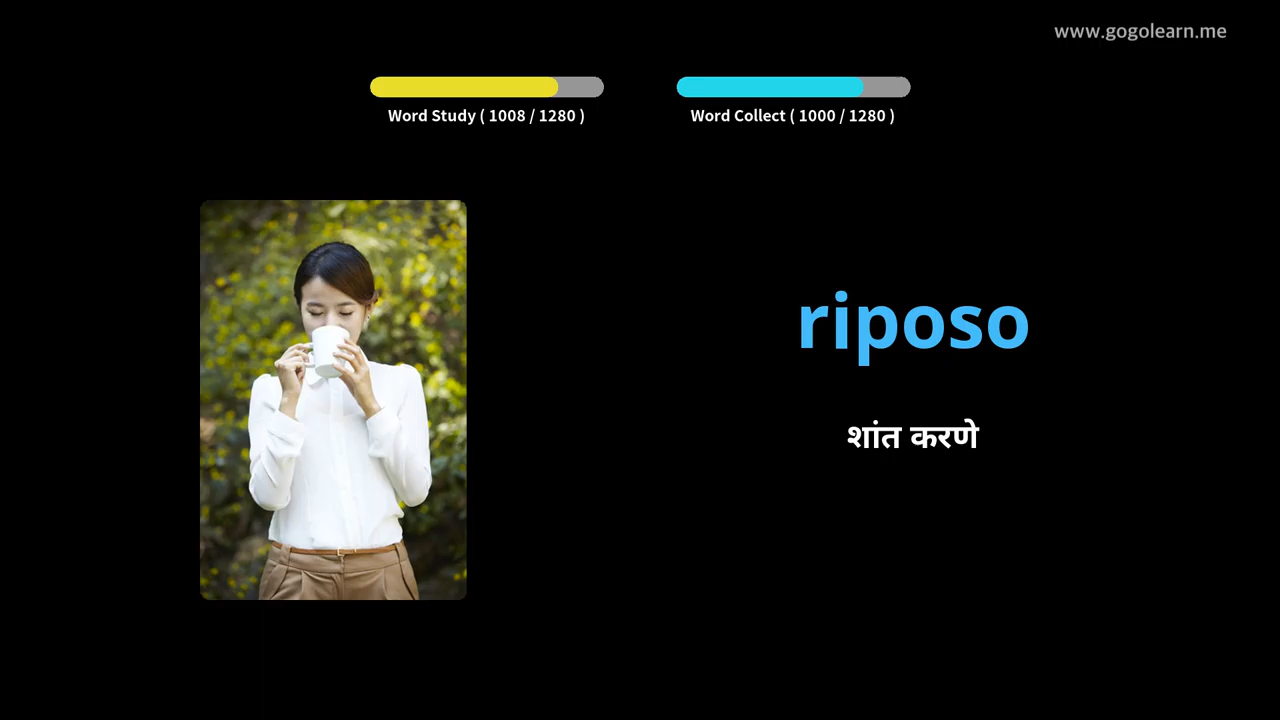 www.gogolearn.me
Word Study ( 1008 / 1280 )
Word Collect ( 1000 / 1280 )
riposo
शांत करणे